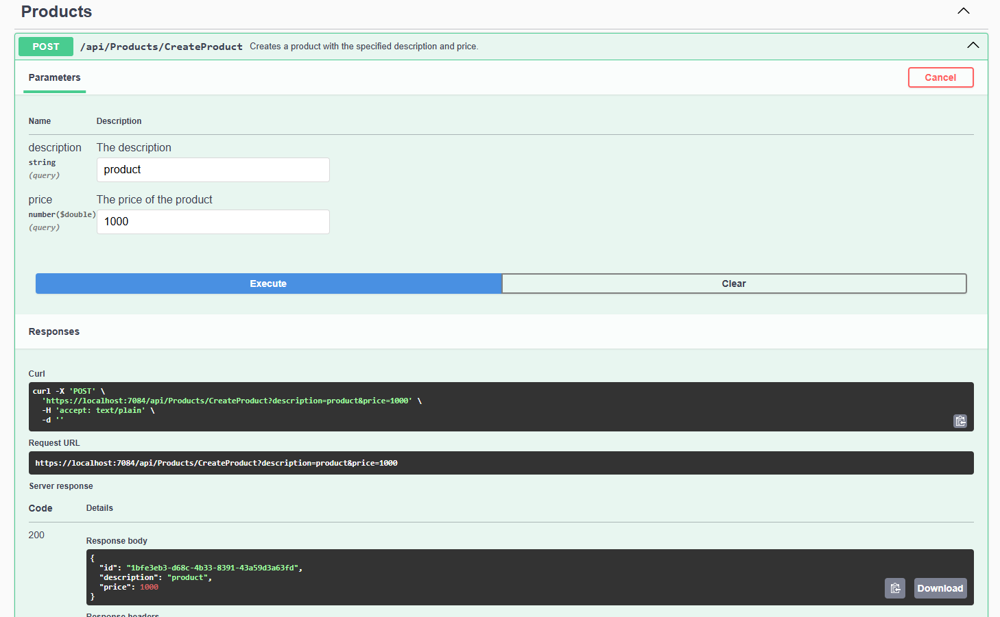 Products
POST /api/Products/CreateProduct Creates a product with the specified description and price.
Parameters
Cancel
Name Description
description The description
string
(query)
product
price The price of the product
number($double)
(query)
1000
Execute
Clear
Responses
Curl
curl -X 'POST' \
'https://localhost:7084/api/Products/CreateProduct?description=product&price=1000' \
-H 'accept: text/plain' \
-d ''
Request URL
https://localhost:7084/api/Products/CreateProduct?description=product&price=1000
Server response
Code Details
200
Response body
{
"id": "1bfe3eb3-d68c-4b33-8391-43a59d3a63fd",
"description": "product",
"price": 1000
}
Download
Response headers